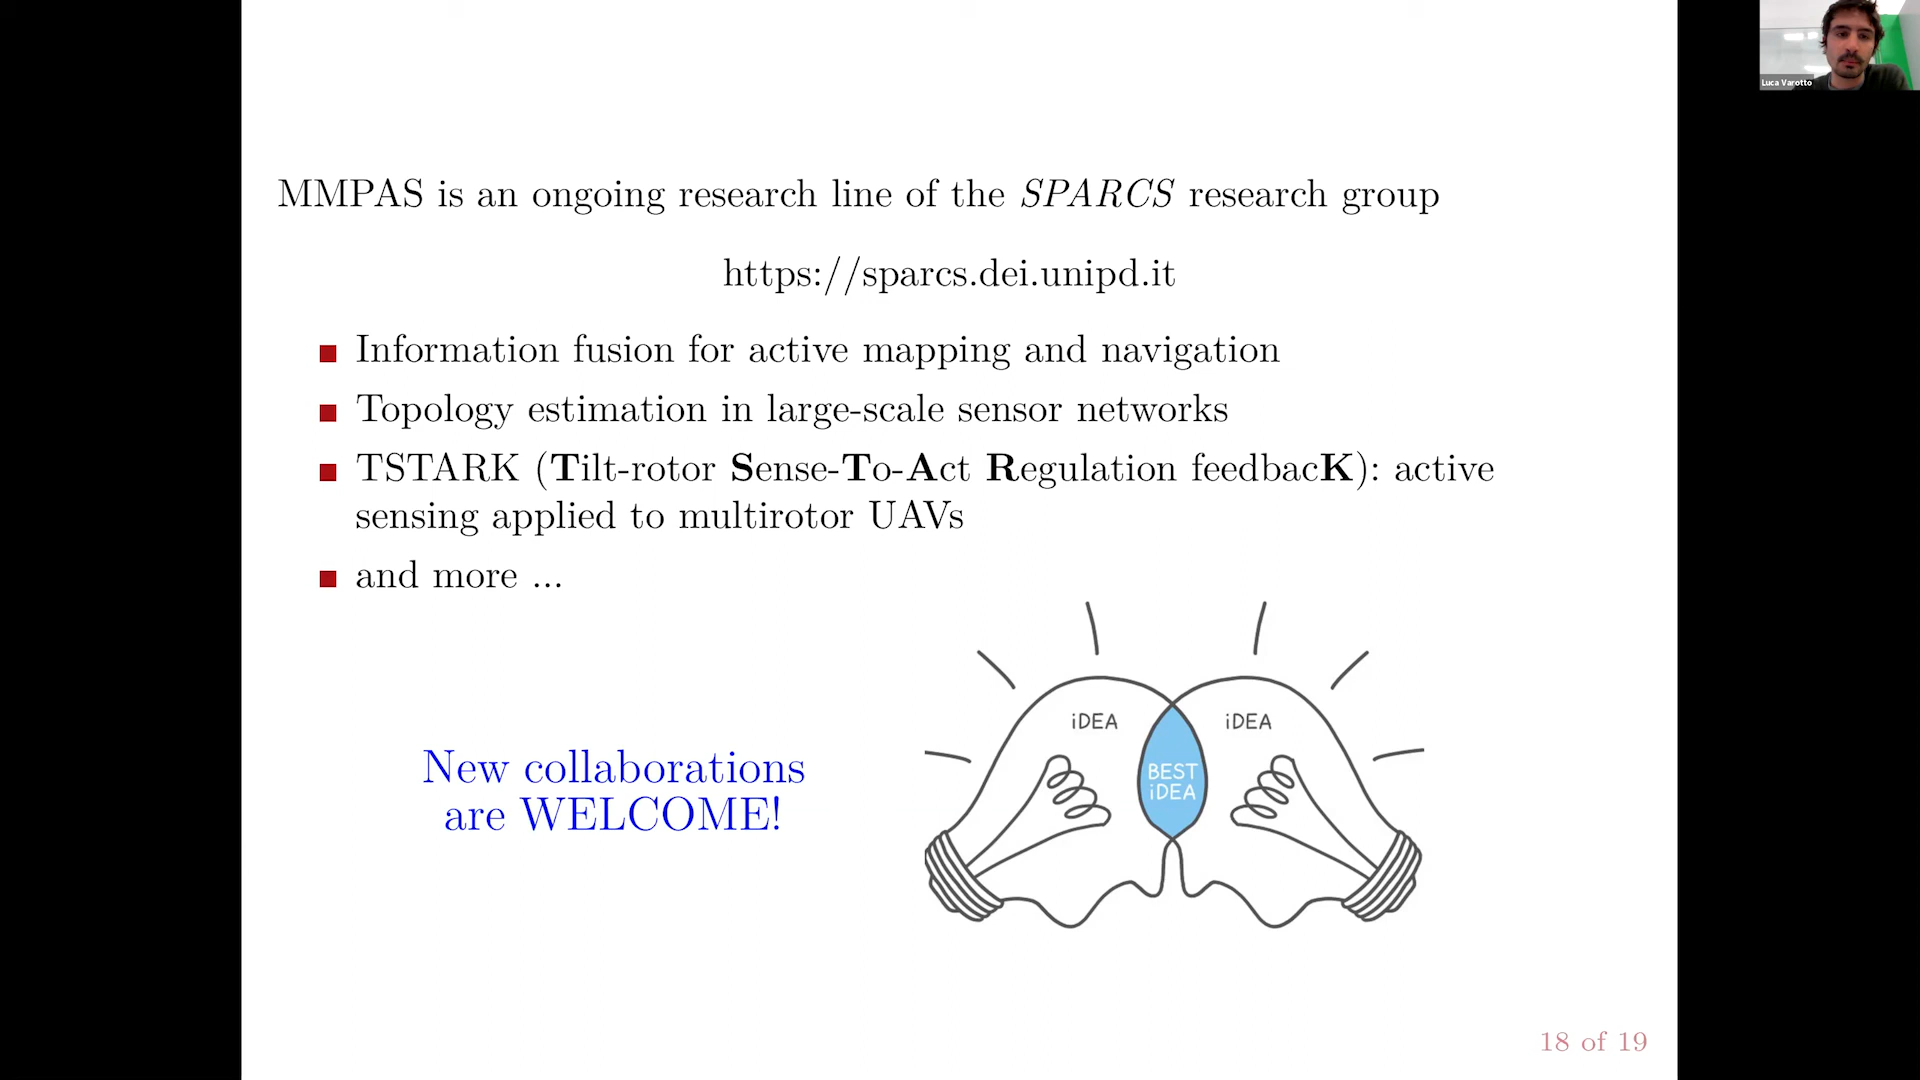 Luca Varotto
MMPAS is an ongoing research line of the SPARCS research group
https://sparcs.dei.unipd.it
Information fusion for active mapping and navigation
Topology estimation in large-scale sensor networks
TSTARK (Tilt-rotor Sense-To-Act Regulation feedbacK): active
sensing applied to multirotor UAVs
and more ...
New collaborations
are WELCOME!
iDEA
iDEA
BEST
iDEA
18 of 19